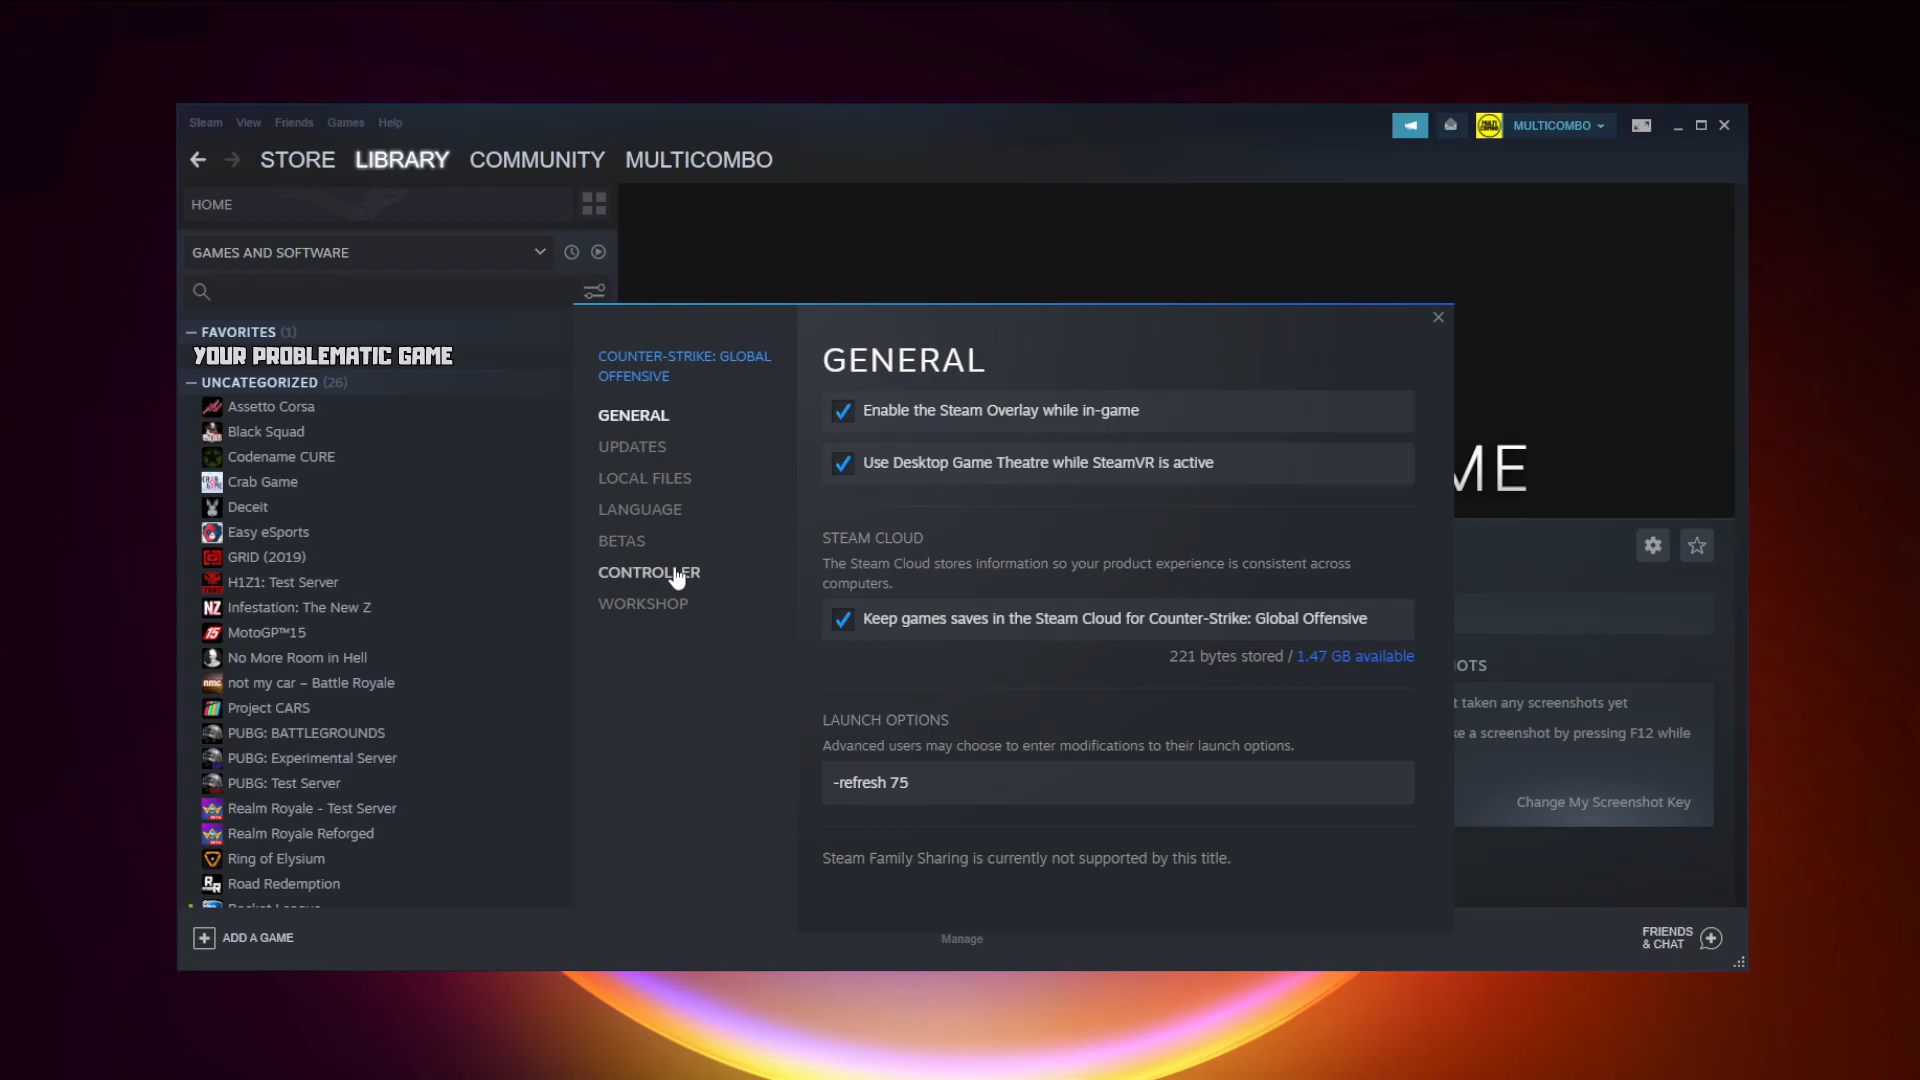 Steam View Friends Games Help
MULTICOMBO
STORE LIBRARY COMMUNITY MULTICOMBO
HOME
GAMES AND SOFTWARE
FAVORITES (1)
YOUR PROBLEMATIC GAME
UNCATEGORIZED (26)
Assetto Corsa
Black Squad
Codename CURE
Crab Game
Deceit
Easy eSports
GRID (2019)
H1Z1: Test Server
Infestation: The New Z
MotoGP™15
No More Room in Hell
not my car – Battle Royale
Project CARS
PUBG: BATTLEGROUNDS
PUBG: Experimental Server
PUBG: Test Server
Realm Royale - Test Server
Realm Royale Reforged
Ring of Elysium
Road Redemption
ADD A GAME
COUNTER-STRIKE: GLOBAL
OFFENSIVE
GENERAL
UPDATES
LOCAL FILES
LANGUAGE
BETAS
CONTROLLER
WORKSHOP
GENERAL
Enable the Steam Overlay while in-game
Use Desktop Game Theatre while SteamVR is active
STEAM CLOUD
The Steam Cloud stores information so your product experience is consistent across
computers.
Keep games saves in the Steam Cloud for Counter-Strike: Global Offensive
221 bytes stored / 1.47 GB available
LAUNCH OPTIONS
Advanced users may choose to enter modifications to their launch options.
-refresh 75
Steam Family Sharing is currently not supported by this title.
Manage
ME
OTS
t taken any screenshots yet
ke a screenshot by pressing F12 while
Change My Screenshot Key
FRIENDS
& CHAT